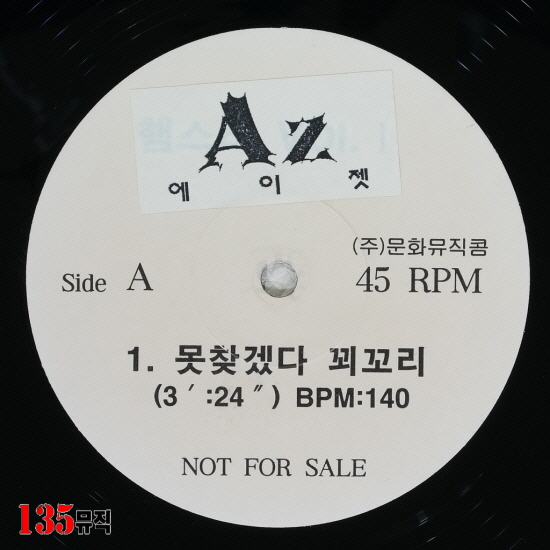 Az
에 이 젯
(주)문화뮤직콤
Side A
45 RPM
1. 못찾겠다 꾀꼬리
(3 ′ :24 ″ ) BPM:140
NOT FOR SALE
135뮤직